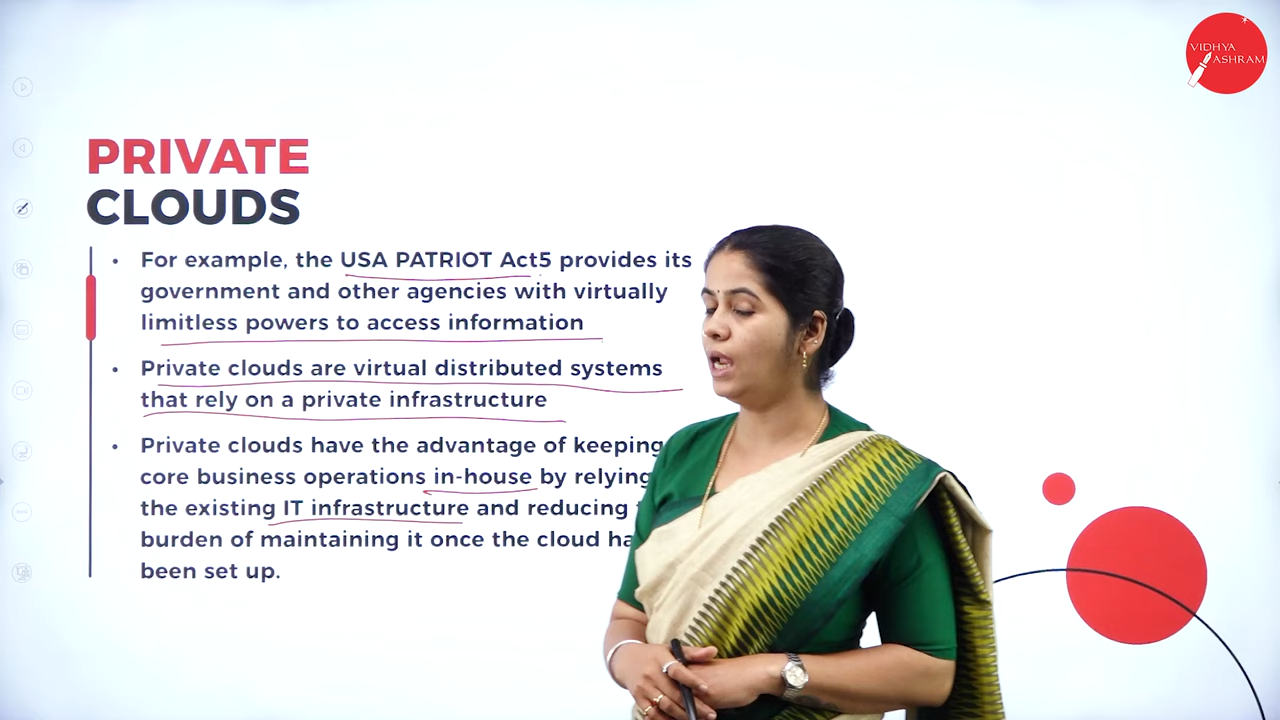 VIDHYA
ASHRAM
PRIVATE
CLOUDS
• For example, the USA PATRIOT Act5 provides its
government and other agencies with virtually
limitless powers to access information
• Private clouds are virtual distributed systems
that rely on a private infrastructure
• Private clouds have the advantage of keeping
core business operations in-house by relying
the existing IT infrastructure and reducing
burden of maintaining it once the cloud
been set up.